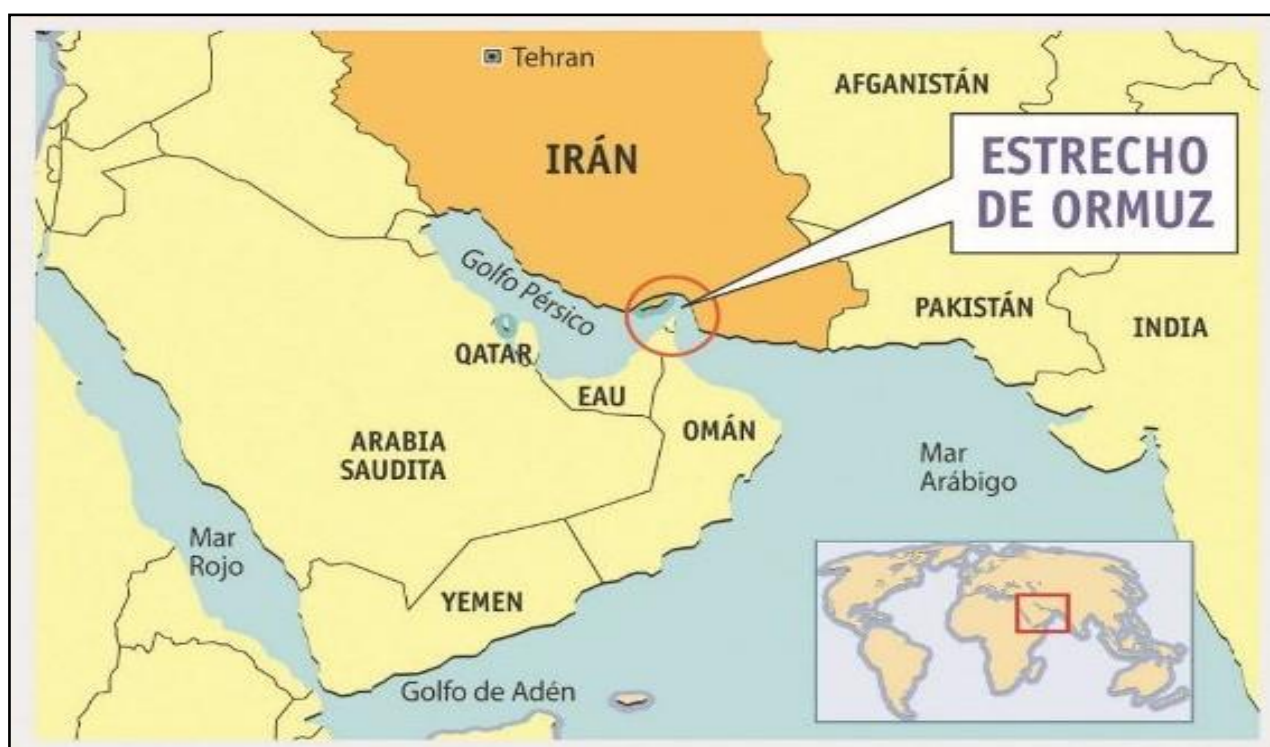 Tehran
AFGANISTÁN
ESTRECHO
DE ORMUZ
IRÁN
Golfo Pérsico
PAKISTÁN
INDIA
QATAR
EAU
ARABIA
SAUDITA
OMÁN
Mar
Arábigo
Mar
Rojo
YEMEN
Golfo de Adén